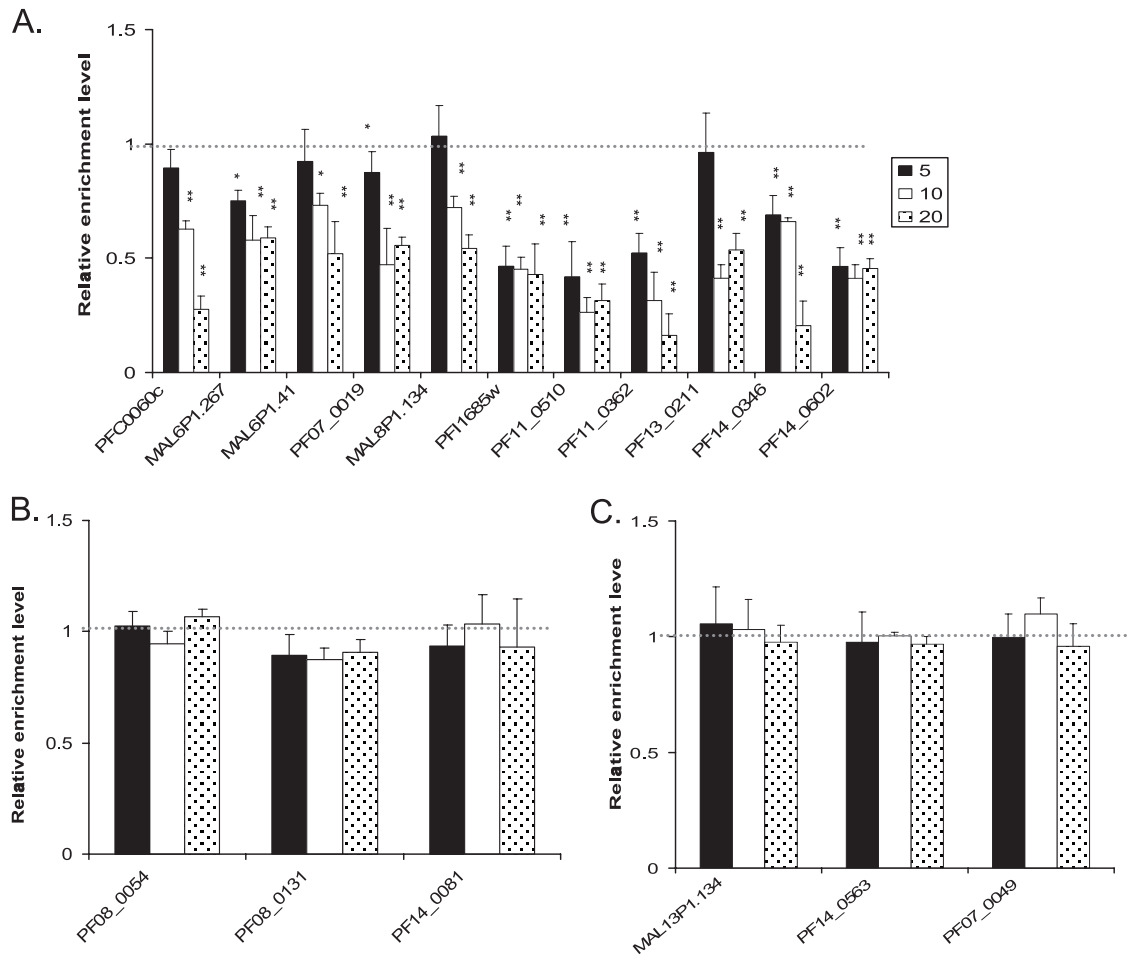 A.
Relative enrichment level
1.5
1
0.5
0
* ** ** * ** * ** * ** ** ** ** ** ** ** ** ** ** ** ** ** ** ** ** ** ** ** ** ** **
5
10
20
PFC0060c
MAL6P1.267
MAL6P1.41
PF07_0019
MAL8P1.134
PFI1685w
PF11_0510
PF11_0362
PF13_0211
PF14_0346
PF14_0602
B.
Relative enrichment level
1.5
1
0.5
0
PF08_0054
PF08_0131
PF14_0081
C.
Relative enrichment leve
1.5
1
0.5
0
MAL13P1.134
PF14_0563
PF07_0049